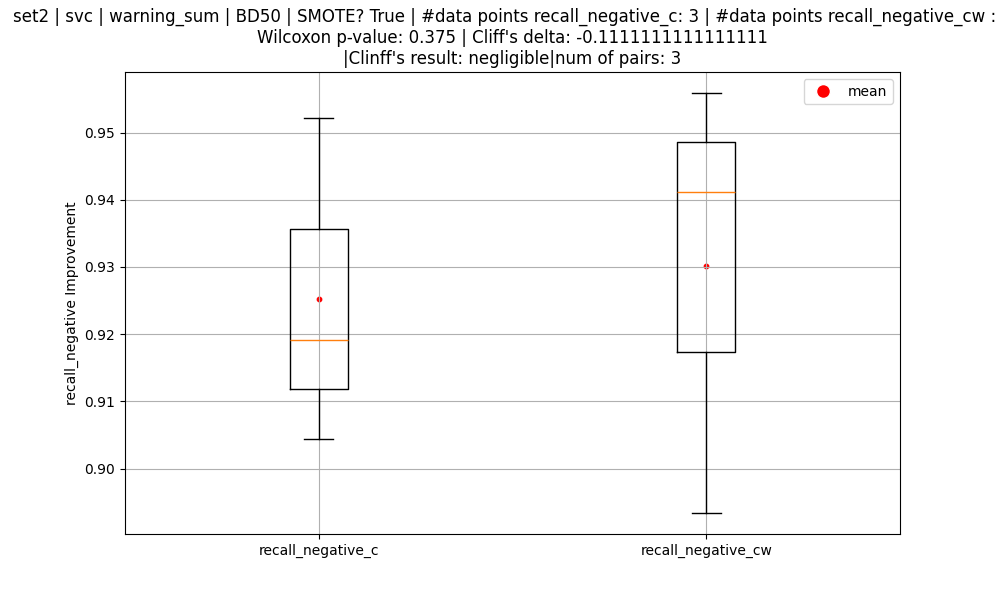 set2 | svc | warning_sum | BD50 | SMOTE? True | #data points recall_negative_c: 3 | #data points recall_negative_cw :
Wilcoxon p-value: 0.375 | Cliff's delta: -0.1111111111111111
|Clinff's result: negligible|num of pairs: 3
mean
0.95
0.94
0.93
0.92
0.91
0.90
recall_negative Improvement
recall_negative_c
recall_negative_cw